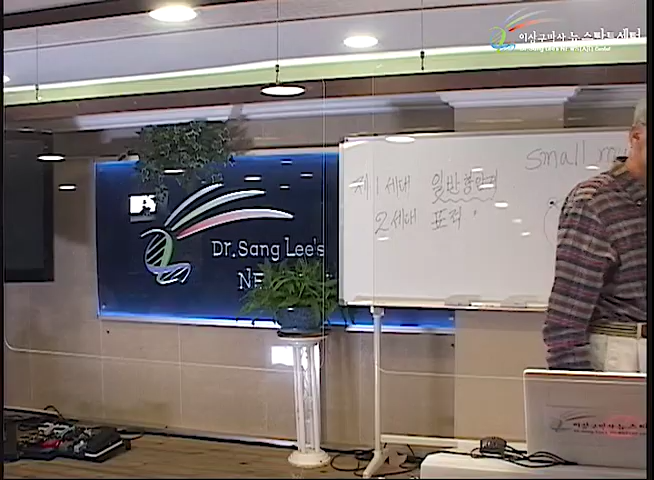 이상구박사 뉴스타트센터
제1세대 일반항암제
small m
2세대 표적
Dr.Sang Lee's
NE